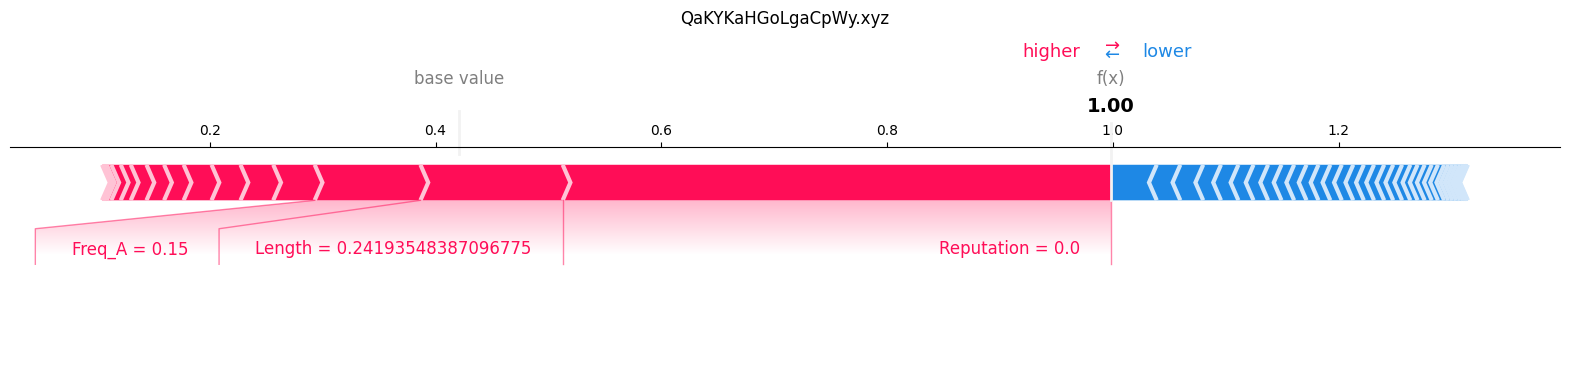 QaKYKaHGoLgaCpWy.xyz
higher ⇄ lower
base value f(x)
1.00
0.2 0.4 0.6 0.8 1.0 1.2
Freq_A = 0.15 Length = 0.24193548387096775 Reputation = 0.0